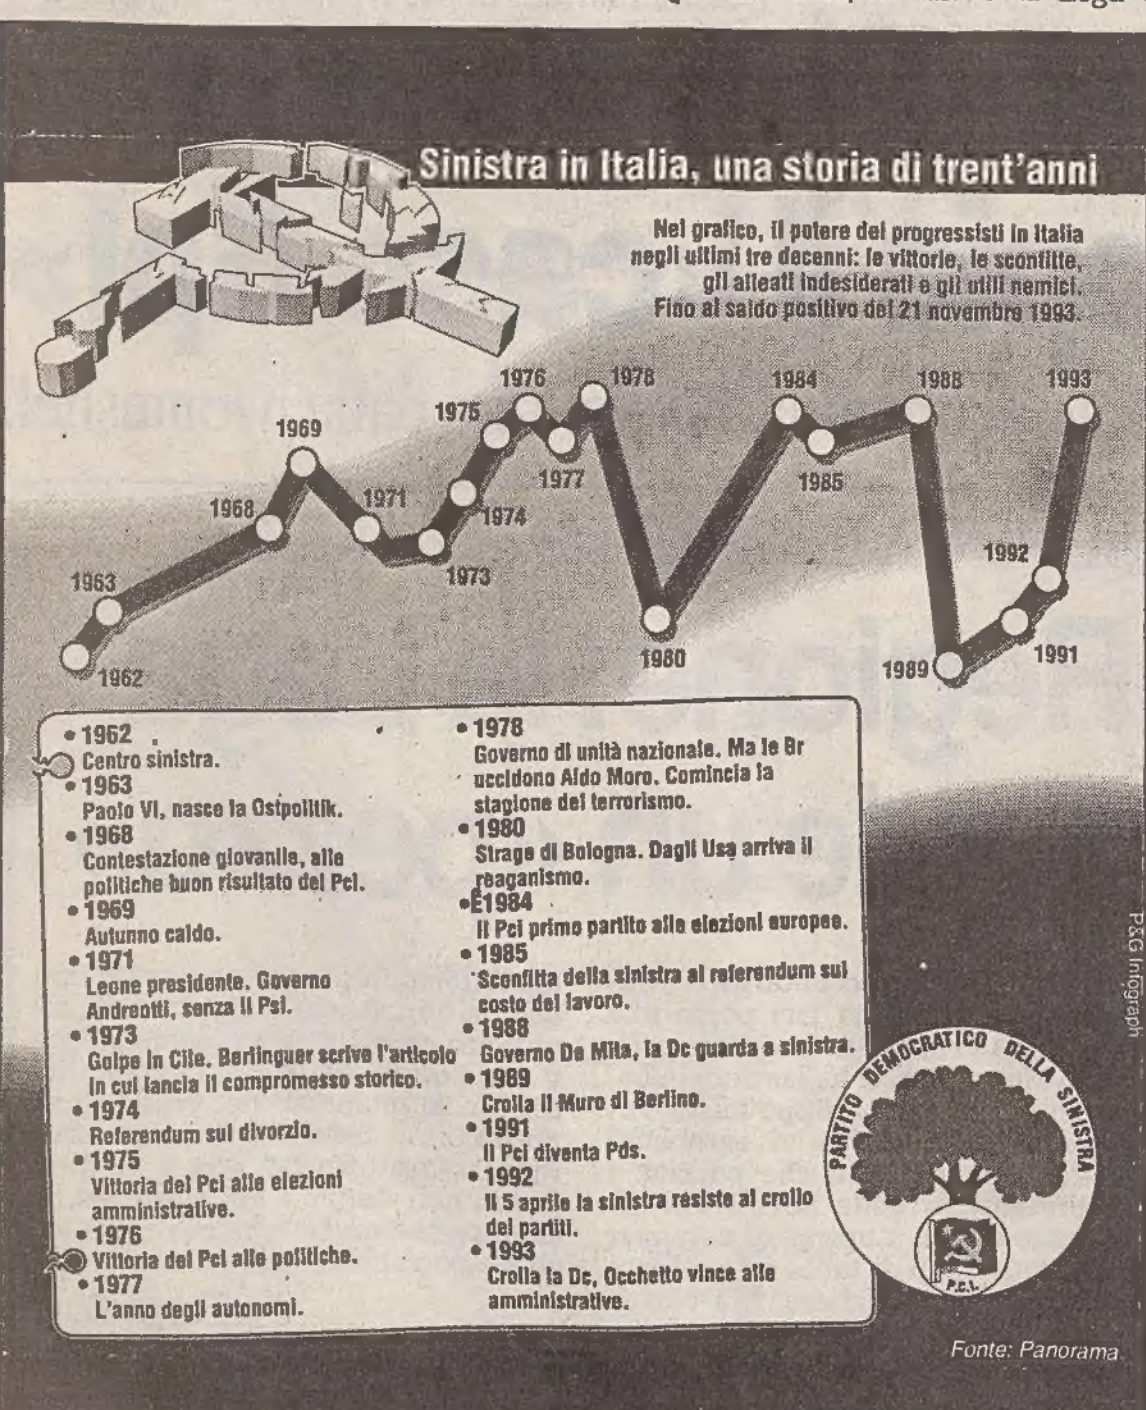 Sinistra in Italia, una storia di trent'anni
Nel grafico, il potere dei progressisti in Italia
negli ultimi tre decenni: le vittorie, le sconfitte,
gli alleati indesiderati e gli utili nemici.
Fino al saldo positivo del 21 novembre 1993.
1976
1978
1984
1988
1993
1975
1969
1977
1985
1968
1971
1974
1973
1992
1963
1962
1980
1989
1991
• 1962
Centro sinistra.
• 1963
Paolo VI, nasce la Ostpolitik.
• 1968
Contestazione giovanile, alle
politiche buon risultato del Pci.
• 1969
Autunno caldo.
• 1971
Leone presidente. Governo
Andreotti, senza il Psi.
• 1973
Golpe in Cile. Berlinguer scrive l'articolo
in cui lancia il compromesso storico.
• 1974
Referendum sul divorzio.
• 1975
Vittoria del Pci alle elezioni
amministrative.
• 1976
Vittoria del Pci alle politiche.
• 1977
L'anno degli autonomi.
• 1978
Governo di unità nazionale. Ma le Br
uccidono Aldo Moro. Comincia la
stagione del terrorismo.
• 1980
Strage di Bologna. Dagli Usa arriva il
reaganismo.
•È1984
Il Pci primo partito alle elezioni europee.
• 1985
Sconfitta della sinistra al referendum sul
costo del lavoro.
• 1988
Governo De Mita, la Dc guarda a sinistra.
• 1989
Crolla il Muro di Berlino.
• 1991
Il Pci diventa Pds.
• 1992
Il 5 aprile la sinistra resiste al crollo
dei partiti.
• 1993
Crolla la Dc, Occhetto vince alle
amministrative.
PARTITO DEMOCRATICO DELLA SINISTRA
P.C.I.
P&G Infograph
Fonte: Panorama